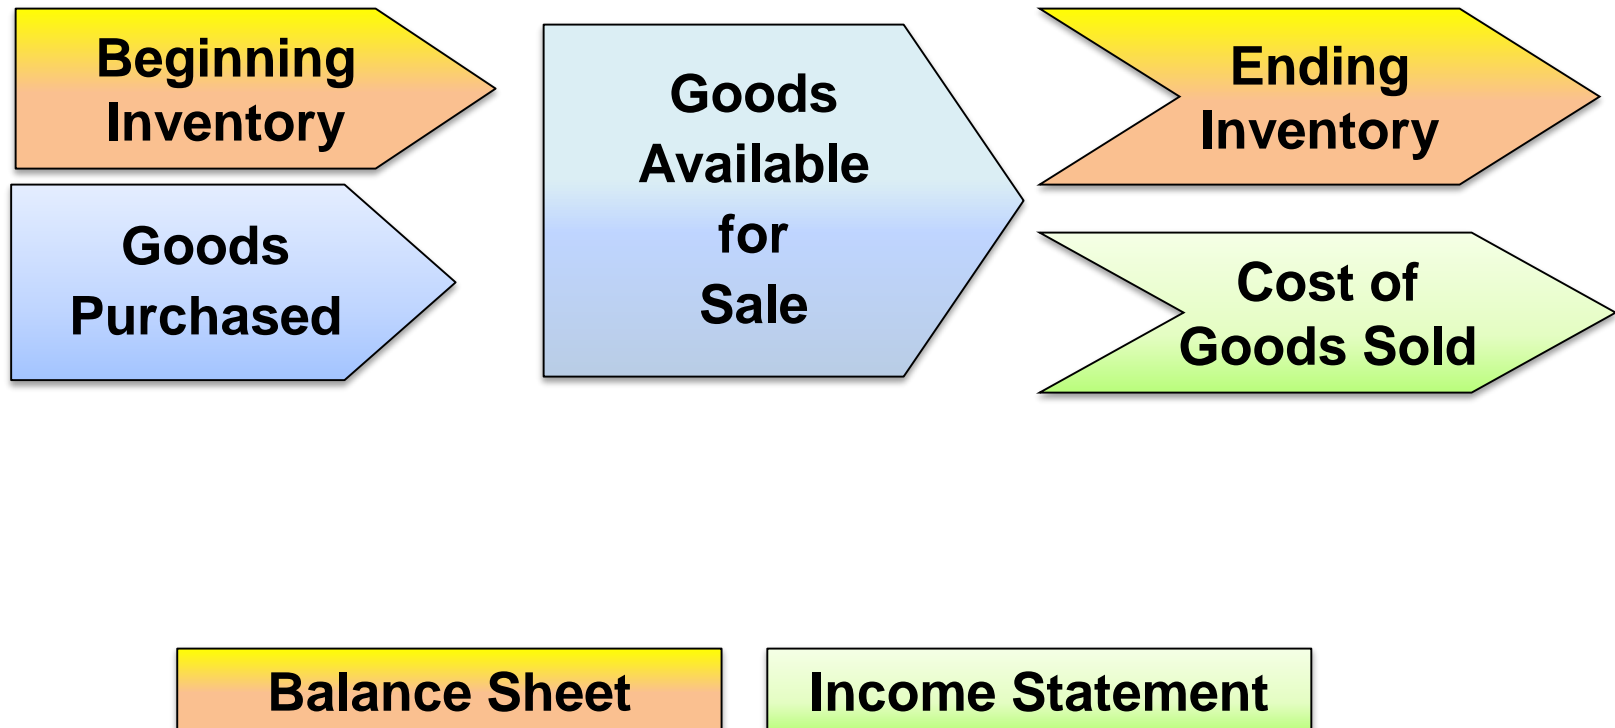 Beginning
Inventory
Goods
Purchased
Goods
Available
for
Sale
Ending
Inventory
Cost of
Goods Sold
Balance Sheet
Income Statement